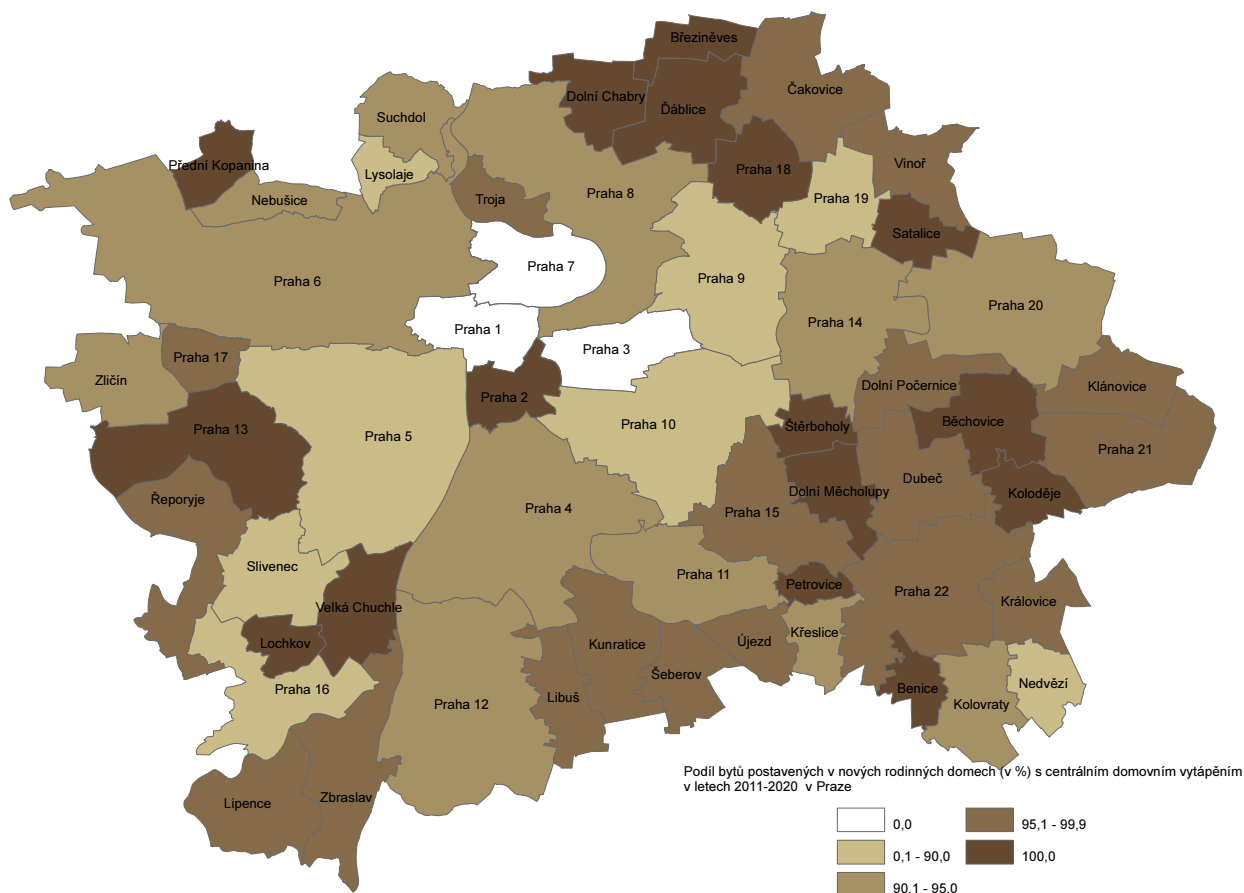 Březiněves
Čakovice
Dolní Chabry
Ďáblice
Suchdol
Přední Kopanina
Vinoř
Praha 18
Lysolaje
Praha 8
Praha 19
Troja
Nebušice
Satalice
Praha 7
Praha 9
Praha 6
Praha 20
Praha 14
Praha 1
Praha 3
Praha 17
Zličín
Dolní Počernice
Klánovice
Praha 2
Běchovice
Praha 10
Štěrboholy
Praha 13
Praha 5
Praha 21
Řeporyje
Dubeč
Dolní Měcholupy
Koloděje
Praha 4
Praha 15
Slivenec
Praha 11
Petrovice
Praha 22
Královice
Velká Chuchle
Křeslice
Lochkov
Kunratice
Újezd
Šeberov
Nedvězí
Praha 16
Benice
Libuš
Praha 12
Kolovraty
Lipence
Zbraslav
Podíl bytů postavených v nových rodinných domech (v %) s centrálním domovním vytápěním
v letech 2011-2020 v Praze
0,0
95,1 - 99,9
0,1 - 90,0
100,0
90,1 - 95,0